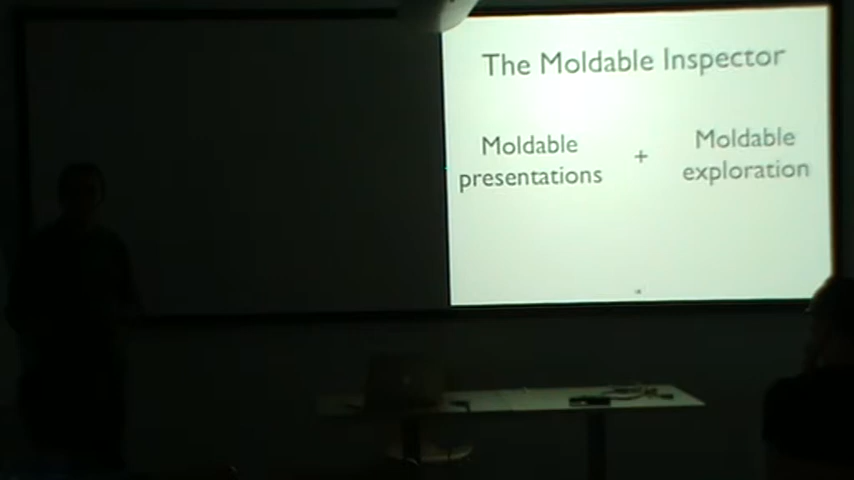 The Moldable Inspector
Moldable
presentations
+
Moldable
exploration